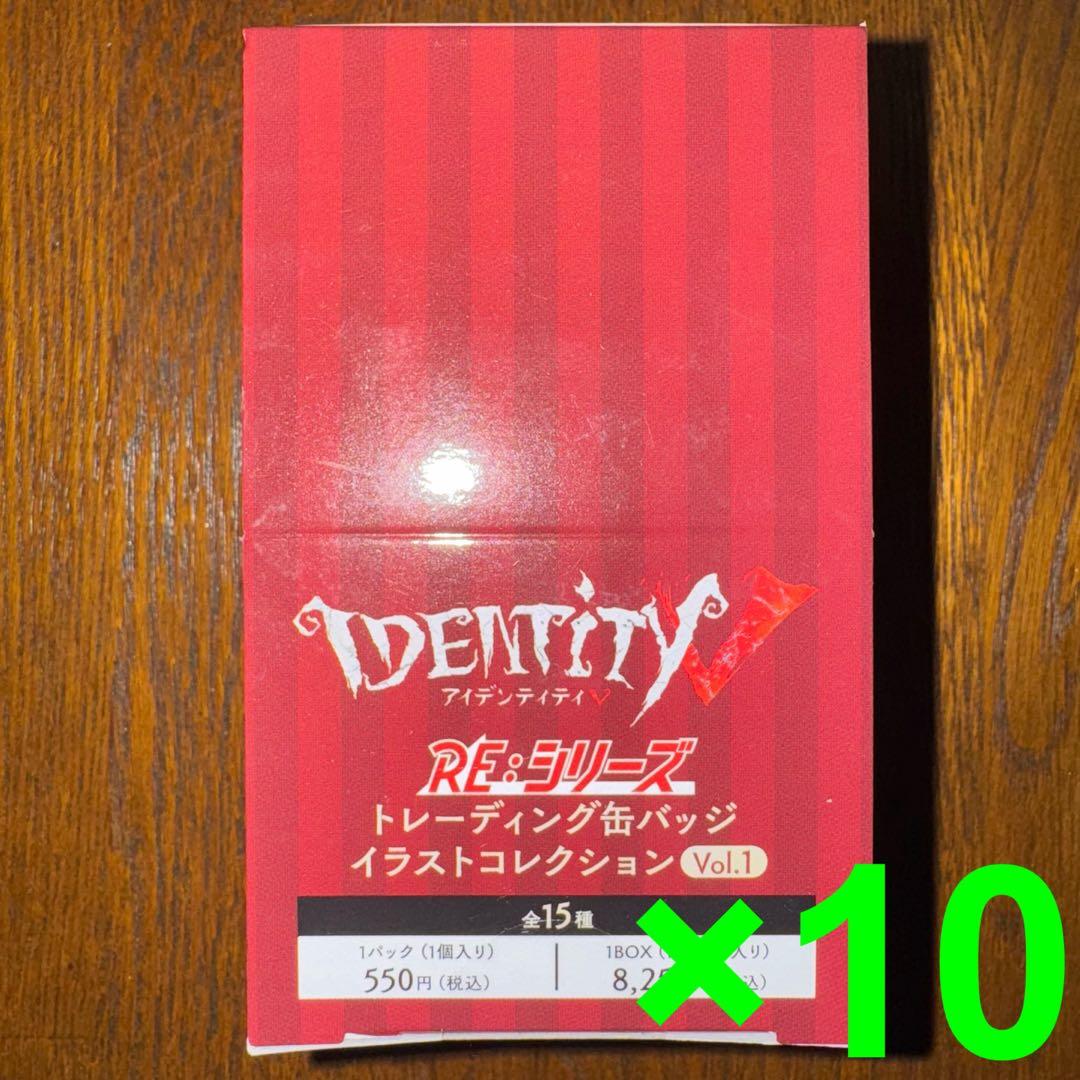 IDENTITY V
アイデンティティV
RE:シリーズ
トレーディング缶バッジ
イラストコレクション Vol.1
全15種
1パック（1個入り） 1BOX（ 入り）
550円（税込） 8,2 込）
×10